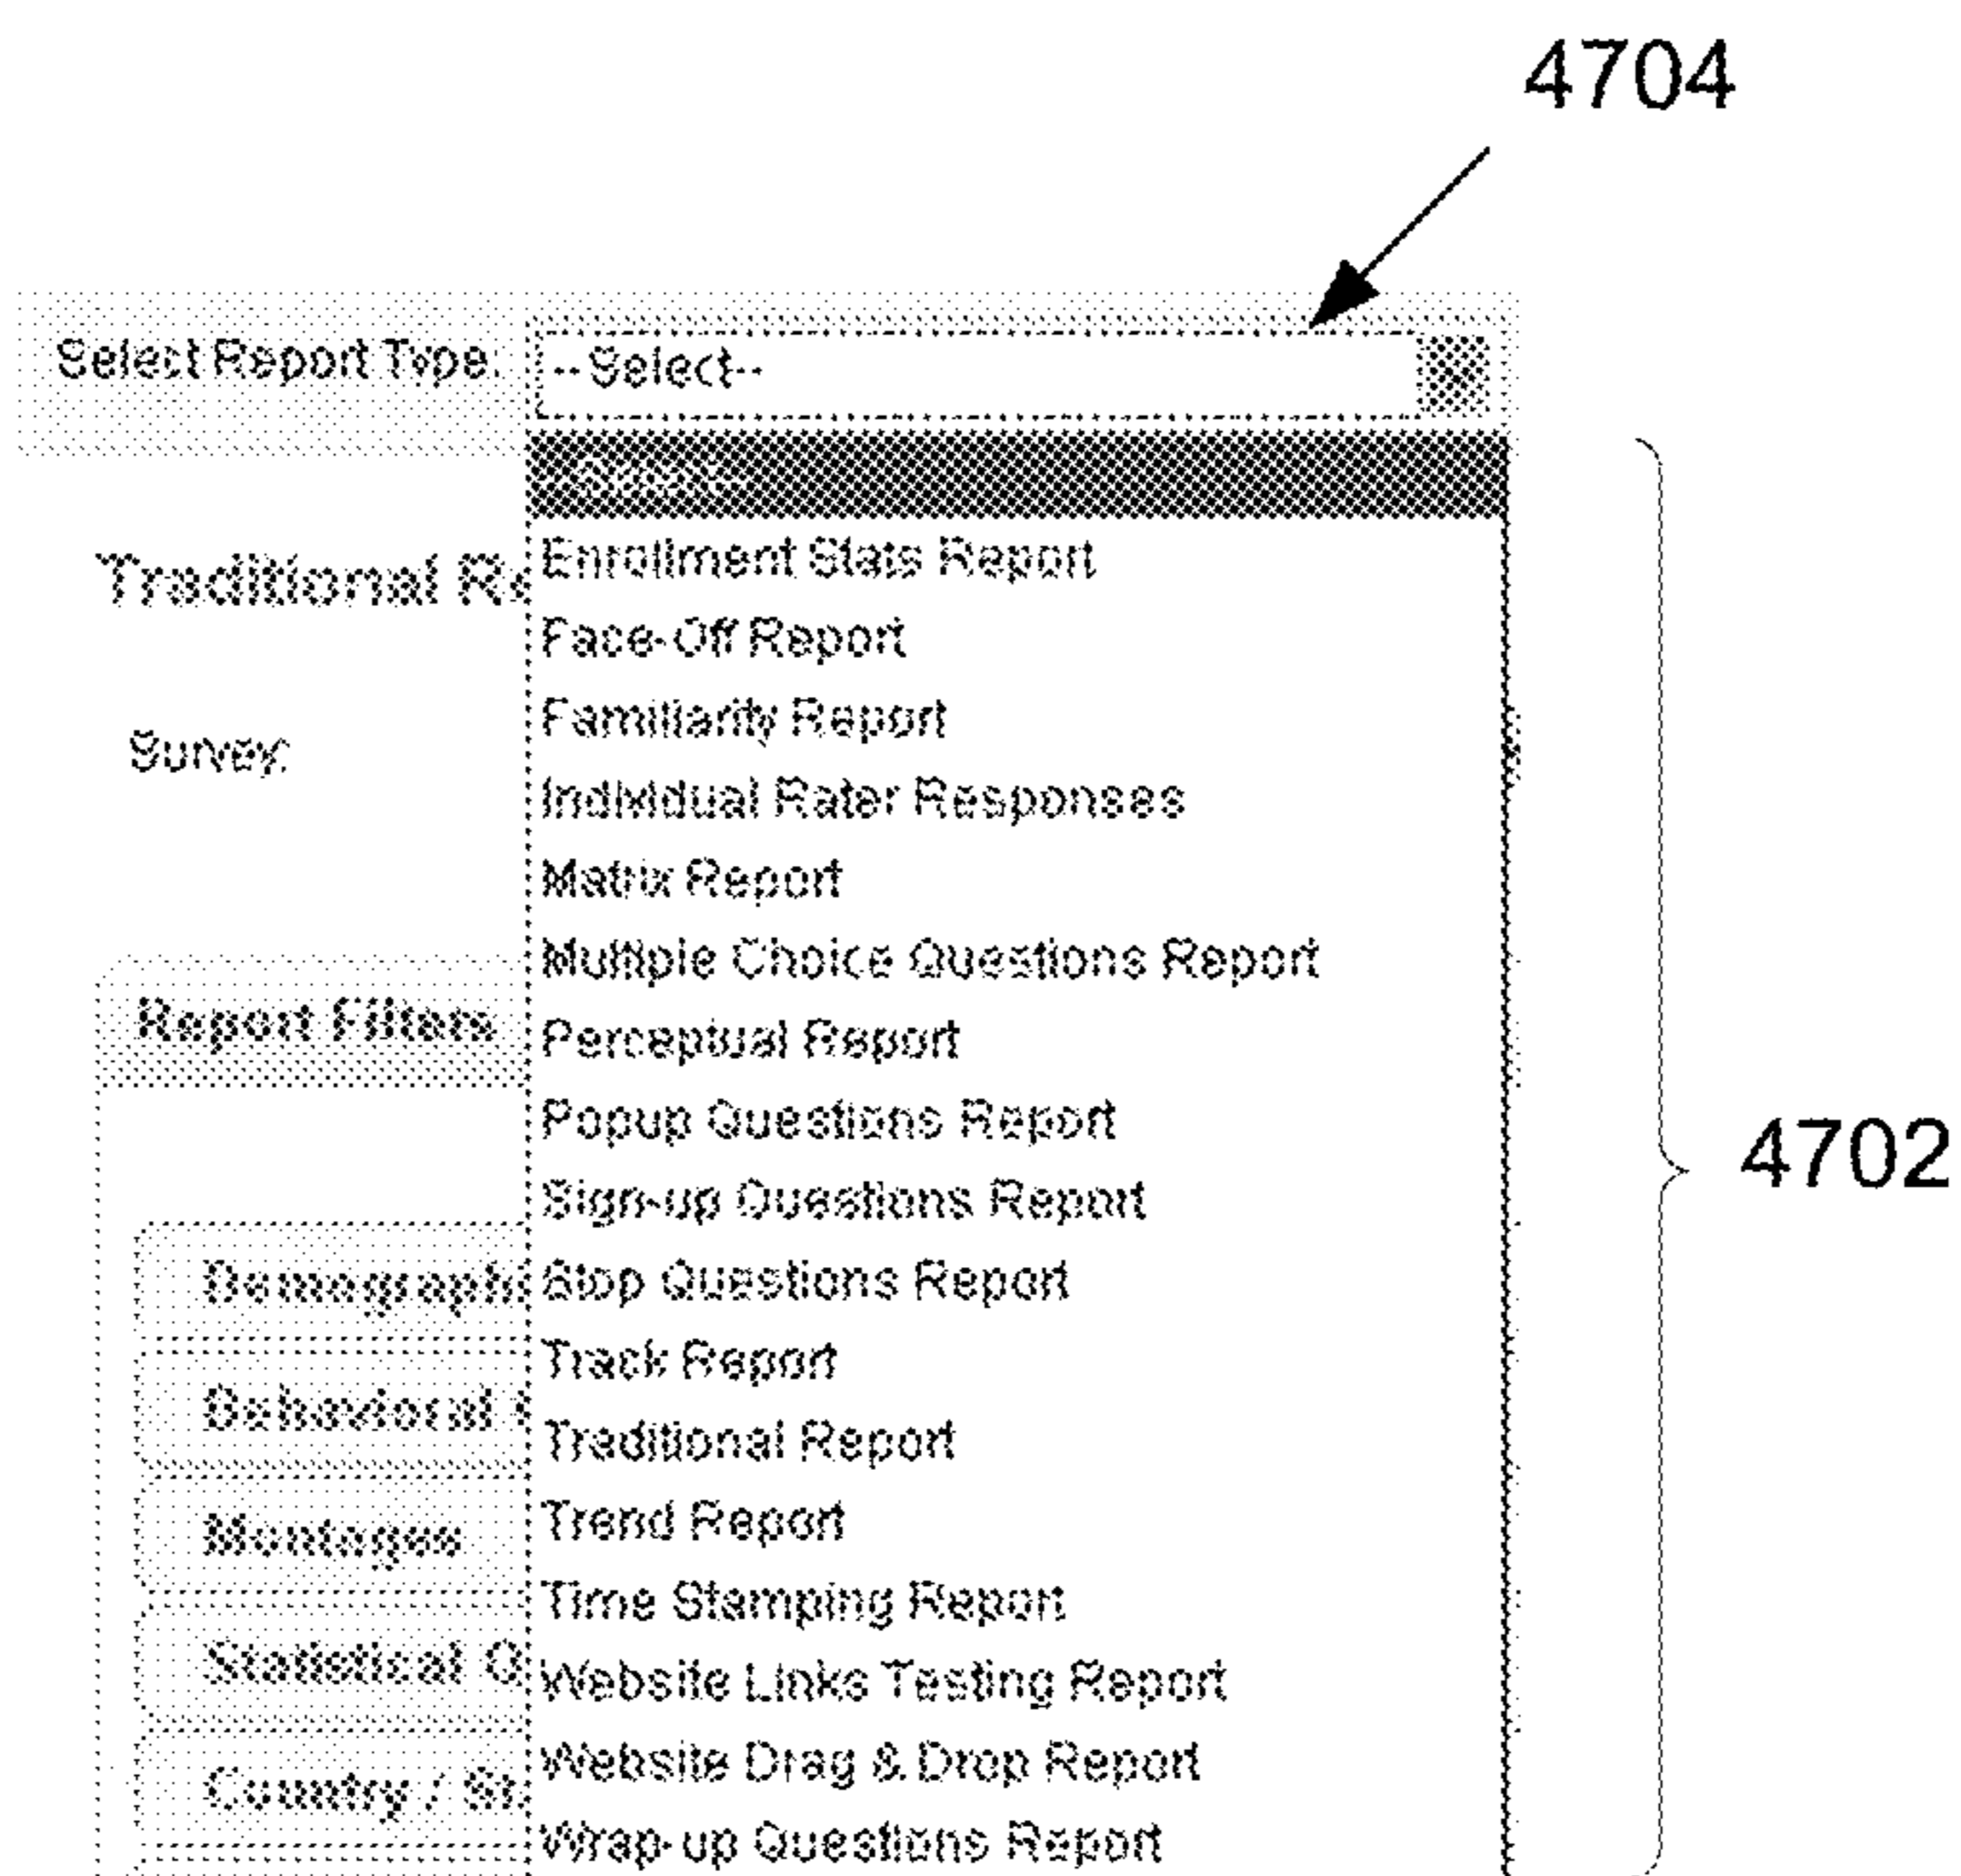 4704
Select Report Type: --Select--
--Select--
Enrollment Stats Report
Traditional Re
Face-Off Report
Familiarity Report
Survey:
Individual Rater Responses
Matrix Report
Multiple Choice Questions Report
Report Filters
Perceptual Report
Popup Questions Report
4702
Sign-up Questions Report
Demographi
Stop Questions Report
Track Report
Behavioral
Traditional Report
Trend Report
Montages
Time Stamping Report
Statistical
Website Links Testing Report
Website Drag & Drop Report
Country / St
Wrap-up Questions Report